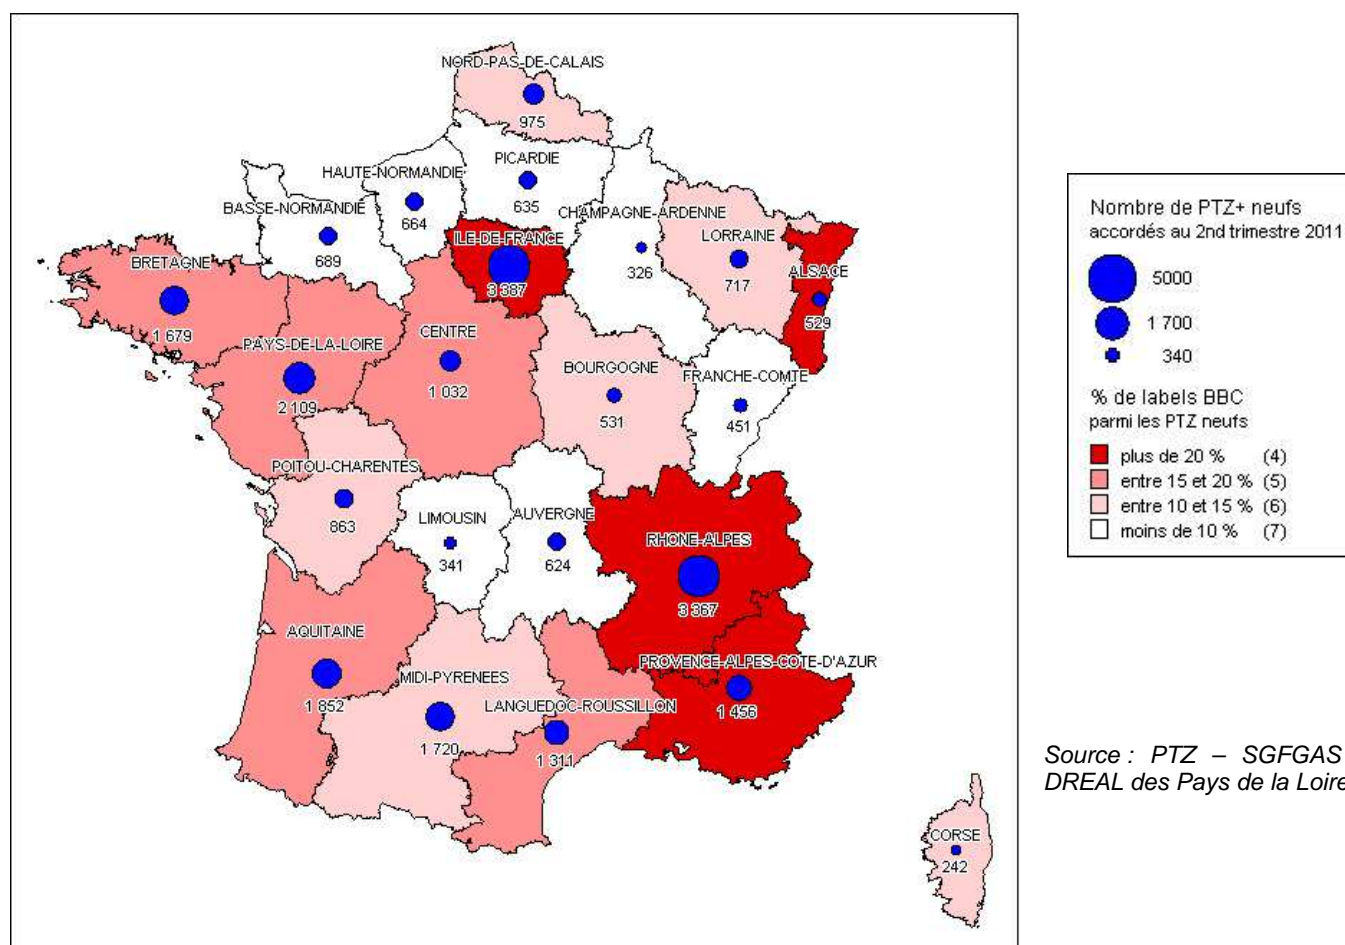 NORD-PAS-DE-CALAIS
975
PICARDIE
635
HAUTE-NORMANDIE
664
BASSE-NORMANDIE
689
CHAMPAGNE-ARDENNE
326
LORRAINE
717
ILE-DE-FRANCE
3 387
ALSACE
529
BRETAGNE
1 679
PAYS-DE-LA-LOIRE
2 109
CENTRE
1 032
BOURGOGNE
531
FRANCHE-COMTE
451
POITOU-CHARENTES
863
LIMOUSIN
341
AUVERGNE
624
RHONE-ALPES
3 367
AQUITAINE
1 852
MIDI-PYRENEES
1 720
LANGUEDOC-ROUSSILLON
1 311
PROVENCE-ALPES-COTE-D'AZUR
1 456
CORSE
242
Nombre de PTZ+ neufs
accordés au 2nd trimestre 2011
5000
1 700
340
% de labels BBC
parmi les PTZ neufs
plus de 20 % (4)
entre 15 et 20 % (5)
entre 10 et 15 % (6)
moins de 10 % (7)
Source : PTZ – SGFGAS
DREAL des Pays de la Loire